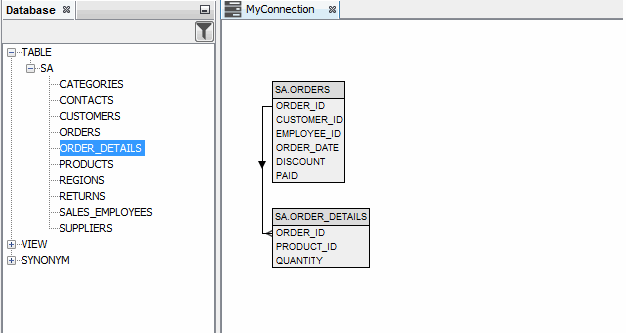 Database
TABLE
SA
CATEGORIES
CONTACTS
CUSTOMERS
ORDERS
ORDER_DETAILS
PRODUCTS
REGIONS
RETURNS
SALES_EMPLOYEES
SUPPLIERS
VIEW
SYNONYM
MyConnection
SA.ORDERS
ORDER_ID
CUSTOMER_ID
EMPLOYEE_ID
ORDER_DATE
DISCOUNT
PAID
SA.ORDER_DETAILS
ORDER_ID
PRODUCT_ID
QUANTITY